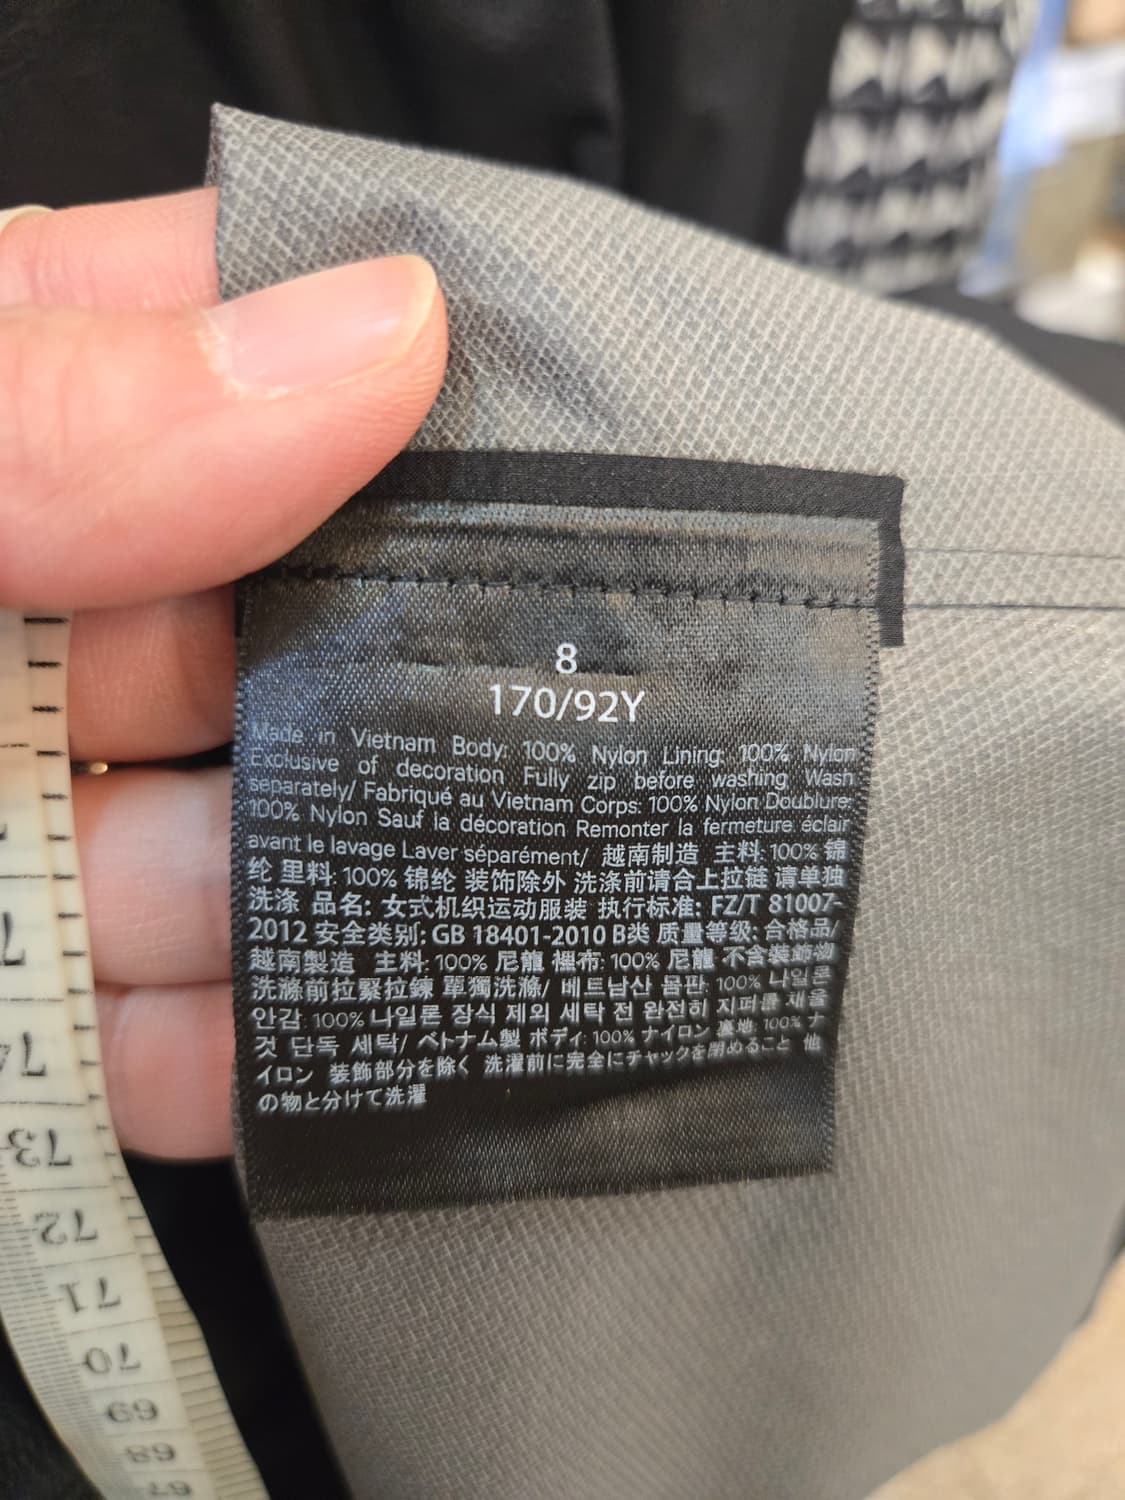 8
170/92Y
Made in Vietnam Body: 100% Nylon Lining: 100% Nylon
Exclusive of decoration Fully zip before washing Wash
separately/ Fabriqué au Vietnam Corps: 100% Nylon Doublure:
100% Nylon Sauf la décoration Remonter la fermeture éclair
avant le lavage Laver séparément/ 越南制造 主料: 100% 锦
纶 里料: 100% 锦纶 装饰除外 洗涤前请合上拉链 请单独
洗涤 品名: 女式机织运动服装 执行标准: FZ/T 81007-
2012 安全类别: GB 18401-2010 B类 质量等级: 合格品/
越南製造 主料: 100% 尼龍 裡布: 100% 尼龍 不含裝飾物
洗滌前拉緊拉鍊 單獨洗滌/ 베트남산 몸판: 100% 나일론
안감: 100% 나일론 장식 제외 세탁 전 완전히 지퍼를 채울
것 단독 세탁/ ベトナム製 ボディ: 100% ナイロン 裏地: 100% ナ
イロン 装飾部分を除く 洗濯前に完全にチャックを閉めること 他
の物と分けて洗濯
73
72
71
70
69
68
67